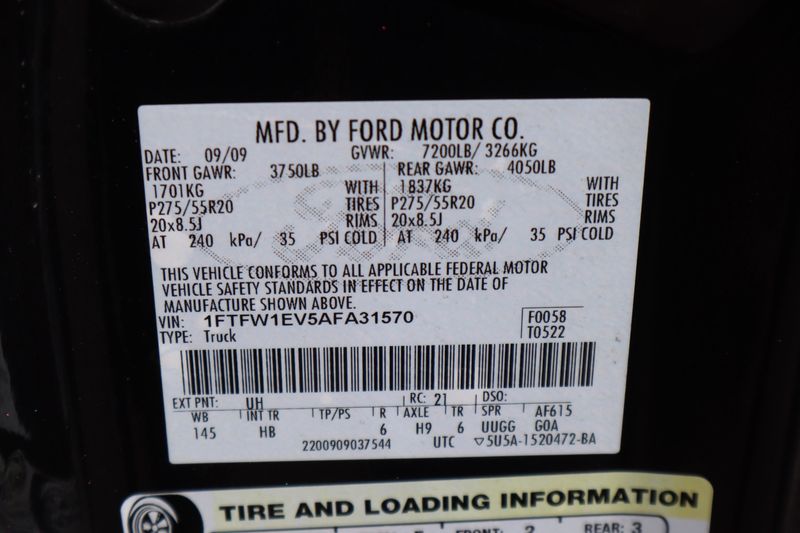 MFD. BY FORD MOTOR CO.
DATE: 09/09 GVWR: 7200LB/ 3266KG
FRONT GAWR: 3750LB REAR GAWR: 4050LB
1701KG WITH 1837KG WITH
P275/55R20 TIRES P275/55R20 TIRES
20x8.5J RIMS 20x8.5J RIMS
AT 240 kPa/ 35 PSI COLD AT 240 kPa/ 35 PSI COLD
THIS VEHICLE CONFORMS TO ALL APPLICABLE FEDERAL MOTOR
VEHICLE SAFETY STANDARDS IN EFFECT ON THE DATE OF
MANUFACTURE SHOWN ABOVE.
VIN: 1FTFW1EV5AFA31570 F0058
TYPE: Truck T0522
EXT PNT: UH RC: 21 DSO:
WB INT TR TP/PS R AXLE TR SPR AF615
145 HB 6 H9 6 UUGG G0A
2200909037544 UTC ▽5U5A-1520472-BA
TIRE AND LOADING INFORMATION
FRONT: 2 REAR: 3